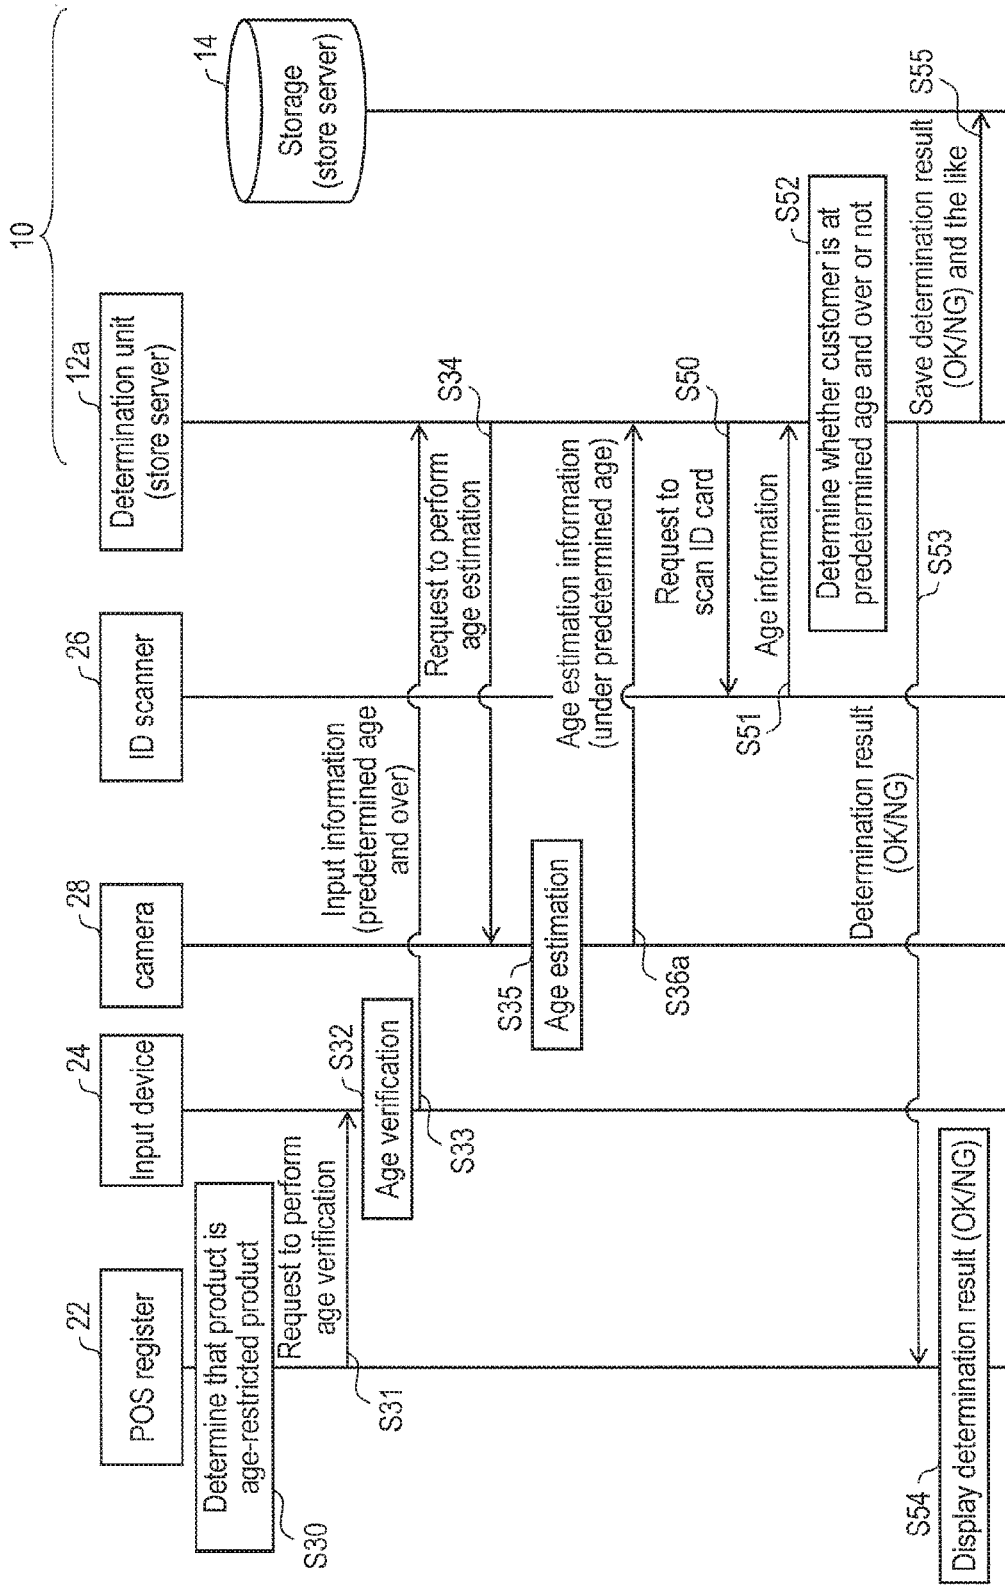 10
22
POS register
24
Input device
28
camera
26
ID scanner
12a
Determination unit
(store server)
14
Storage
(store server)
Determine that product is
age-restricted product
S30
Request to perform
age verification
S31
S32
Age verification
S33
Input information
(predetermined age
and over)
Request to perform
age estimation
S34
S35
Age estimation
S36a
Age estimation information
(under predetermined age)
Request to
scan ID card
S50
Age information
S51
S52
Determine whether customer is at
predetermined age and over or not
Determination result
(OK/NG)
S53
S54
Display determination result (OK/NG)
Save determination result
(OK/NG) and the like
S55